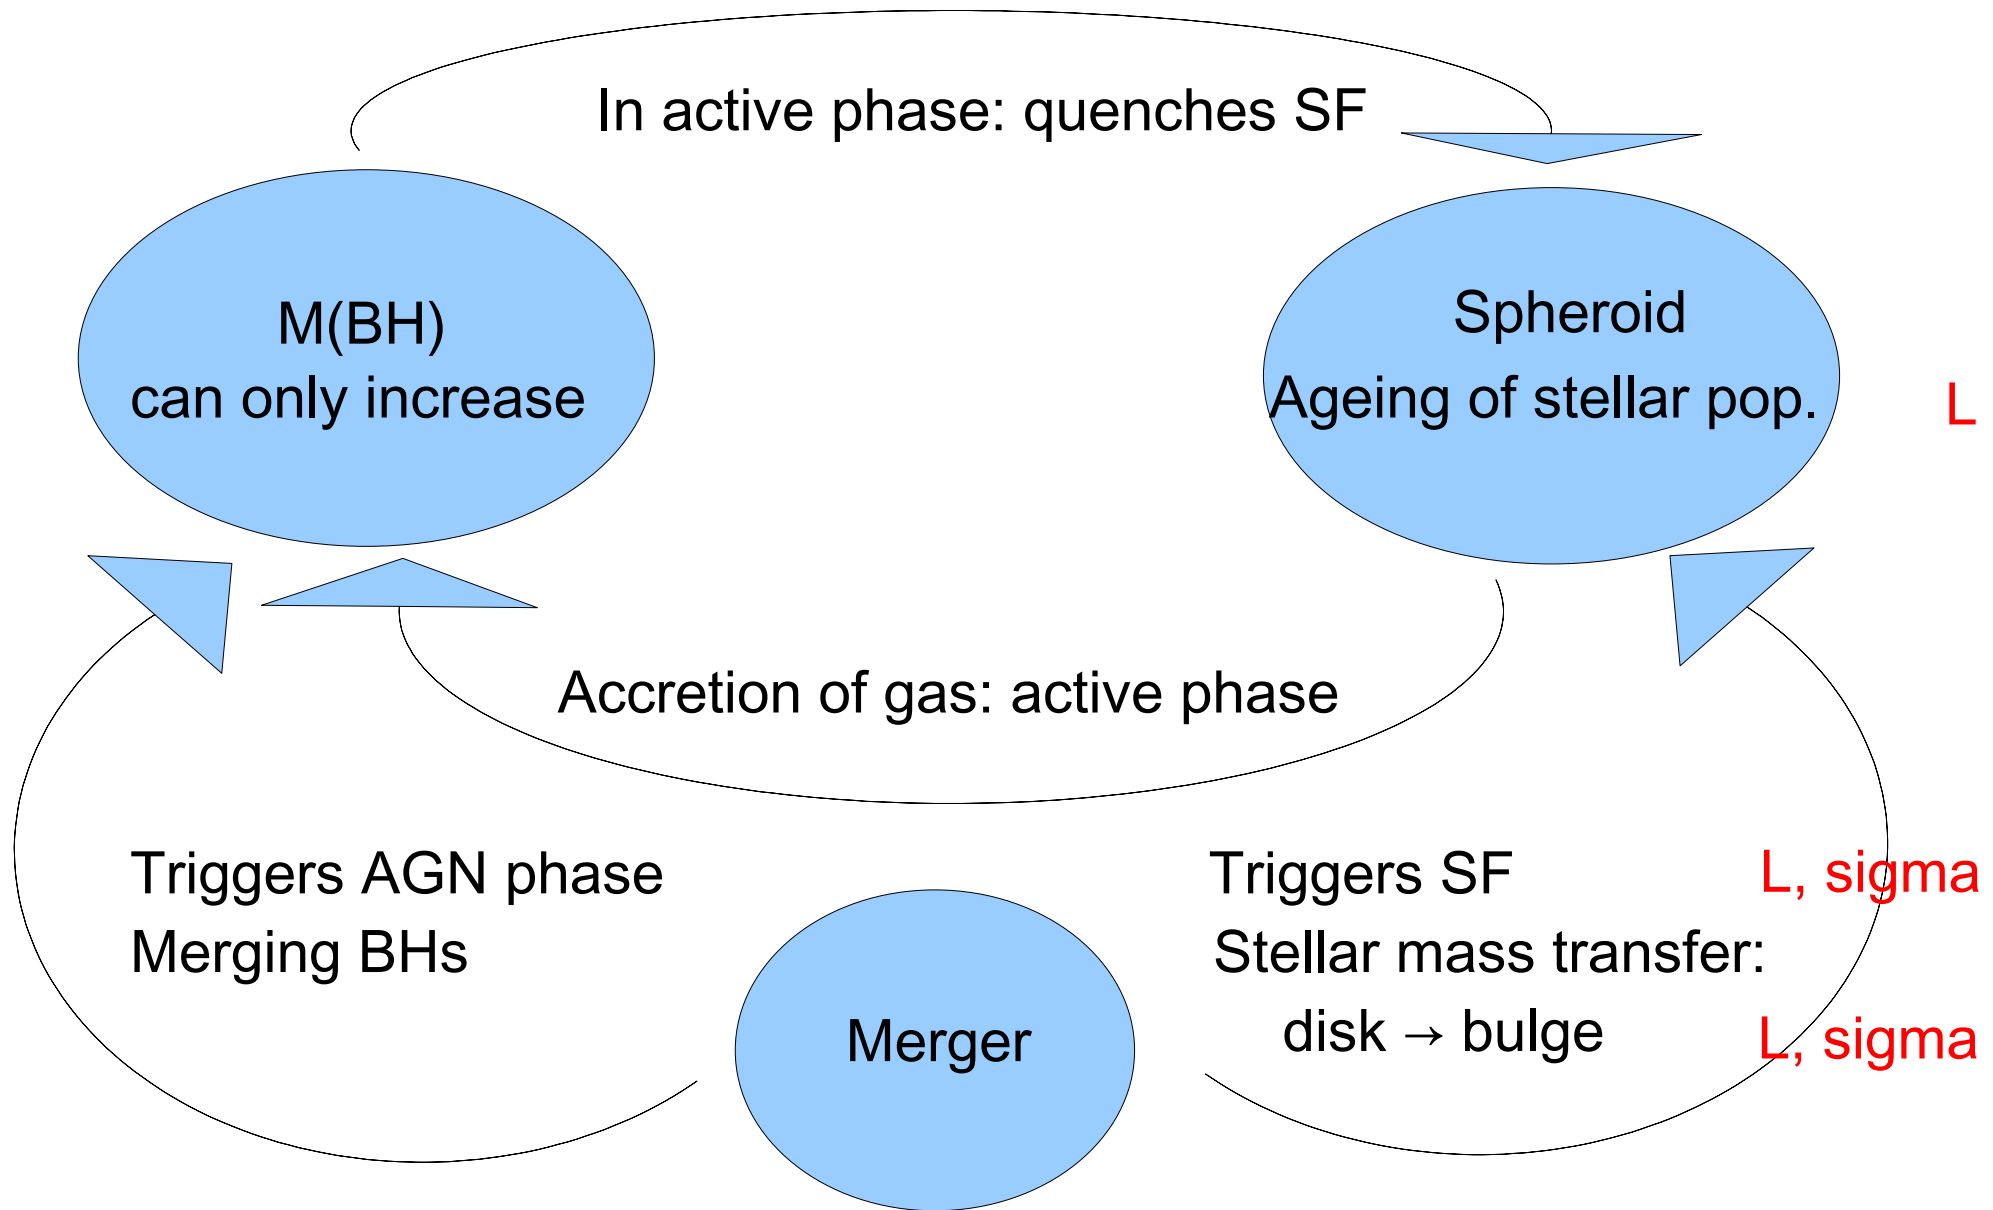 In active phase: quenches SF
M(BH)
can only increase
Spheroid
Ageing of stellar pop.
L
Accretion of gas: active phase
Triggers AGN phase
Merging BHs
Merger
Triggers SF
L, sigma
Stellar mass transfer:
disk → bulge
L, sigma